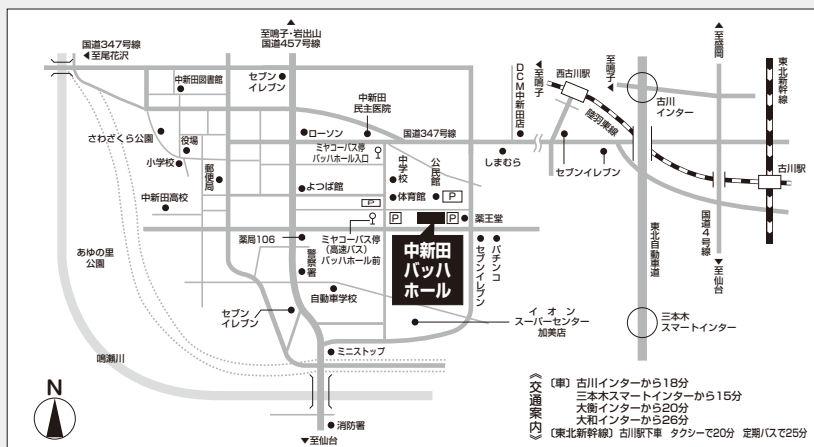 国道347号線
◀至尾花沢
▲
至鳴子・岩出山
国道457号線
中新田図書館
セブン
イレブン
中新田
民主医院
さわざくら公園
役場
小学校
郵便局
中新田高校
ローソン
国道347号線
ミヤコーバス停
バッハホール入口
中学校
公民館
よつば館
体育館
P
P
P
P
薬王堂
しまむら
DCM中新田店
◀至鳴子
西古川駅
至鳴子
◀
陸羽東線
古川
インター
▲至盛岡
東北新幹線
セブンイレブン
古川駅
国道4号線
▼至仙台
東北自動車道
三本木
スマートインター
あゆの里
公園
薬局106
警察署
ミヤコーバス停
(高速バス)
バッハホール前
中新田
バッハ
ホール
セブンイレブン
パチンコ
自動車学校
セブン
イレブン
イオン
スーパーセンター
加美店
鳴瀬川
ミニストップ
消防署
▼至仙台
N
《交通案内》
〔車〕古川インターから18分
三本木スマートインターから15分
大衡インターから20分
大和インターから26分
〔東北新幹線〕古川駅下車 タクシーで20分 定期バスで25分